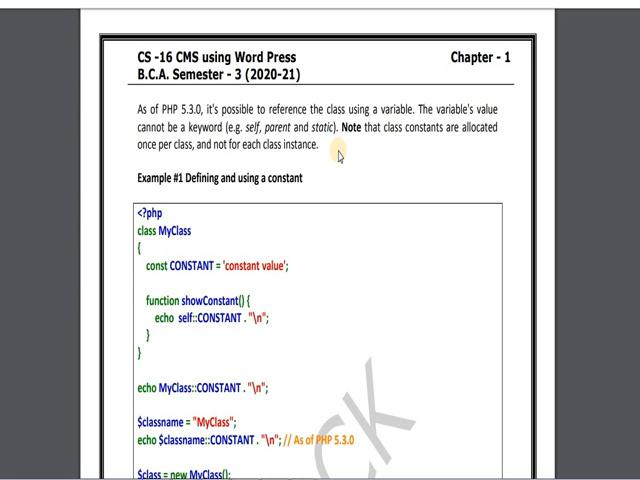 CS -16 CMS using Word Press Chapter - 1
B.C.A. Semester - 3 (2020-21)
As of PHP 5.3.0, it's possible to reference the class using a variable. The variable's value
cannot be a keyword (e.g. self, parent and static). Note that class constants are allocated
once per class, and not for each class instance.
Example #1 Defining and using a constant
<?php
class MyClass
{
const CONSTANT = 'constant value';
function showConstant() {
echo self::CONSTANT . "\n";
}
}
echo MyClass::CONSTANT . "\n";
$classname = "MyClass";
echo $classname::CONSTANT . "\n"; // As of PHP 5.3.0
$class = new MyClass();